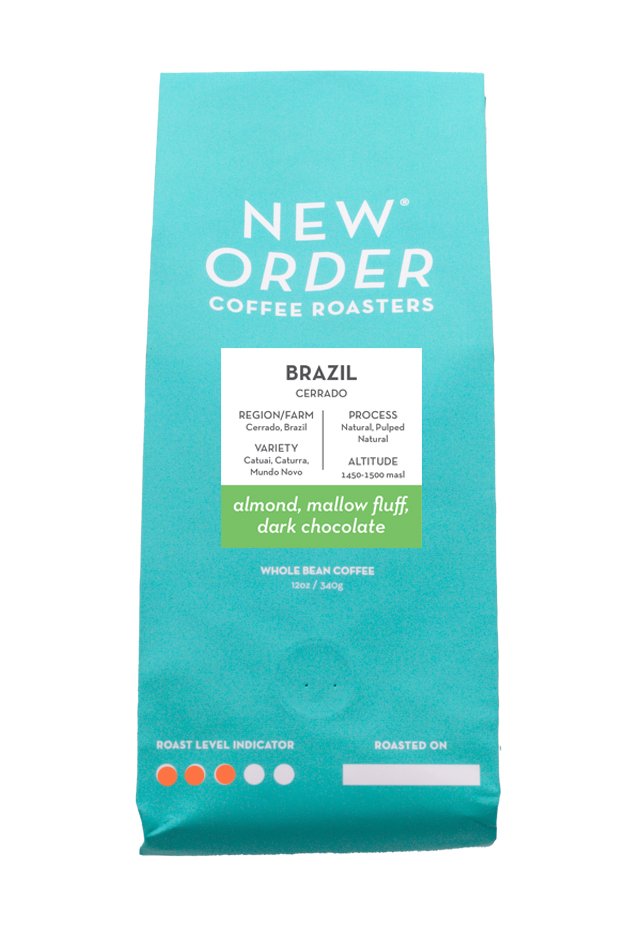 NEW®
ORDER
COFFEE ROASTERS
BRAZIL
CERRADO
REGION/FARM
Cerrado, Brazil
VARIETY
Catuai, Caturra,
Mundo Novo
PROCESS
Natural, Pulped
Natural
ALTITUDE
1450-1500 masl
almond, mallow fluff,
dark chocolate
WHOLE BEAN COFFEE
12oz / 340g
ROAST LEVEL INDICATOR
ROASTED ON